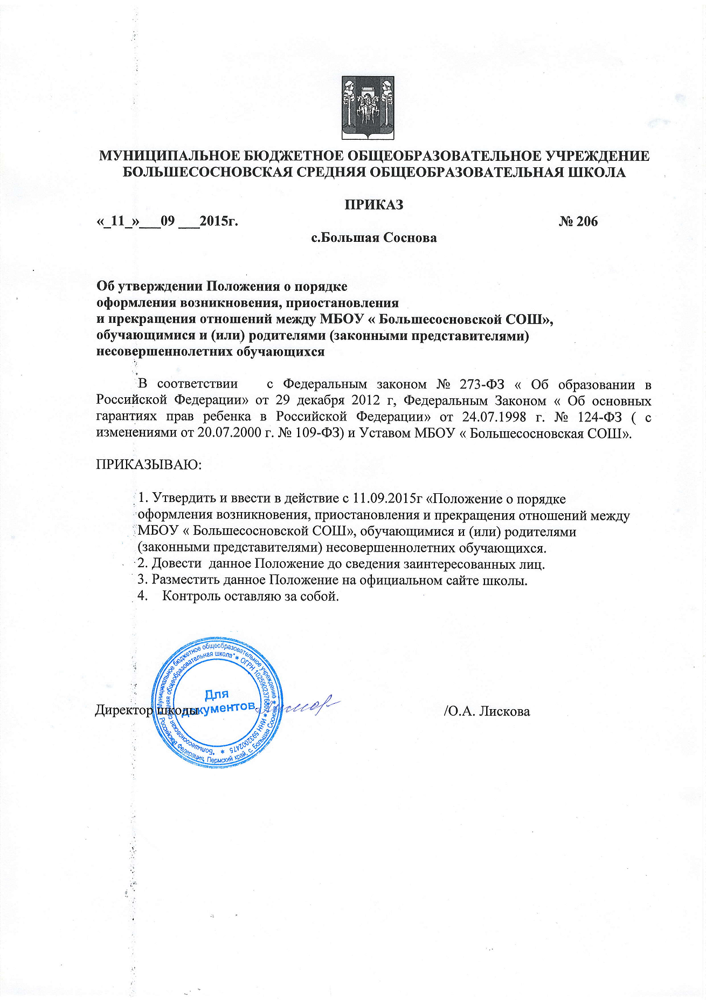 МУНИЦИПАЛЬНОЕ БЮДЖЕТНОЕ ОБЩЕОБРАЗОВАТЕЛЬНОЕ УЧРЕЖДЕНИЕ
БОЛЬШЕСОСНОВСКАЯ СРЕДНЯЯ ОБЩЕОБРАЗОВАТЕЛЬНАЯ ШКОЛА
ПРИКАЗ
«_11_»___09 ___2015г. № 206
с.Большая Соснова
Об утверждении Положения о порядке
оформления возникновения, приостановления
и прекращения отношений между МБОУ « Большесосновской СОШ»,
обучающимися и (или) родителями (законными представителями)
несовершеннолетних обучающихся
В соответствии с Федеральным законом № 273-ФЗ « Об образовании в
Российской Федерации» от 29 декабря 2012 г, Федеральным Законом « Об основных
гарантиях прав ребенка в Российской Федерации» от 24.07.1998 г. № 124-ФЗ ( с
изменениями от 20.07.2000 г. № 109-ФЗ) и Уставом МБОУ « Большесосновская СОШ».
ПРИКАЗЫВАЮ:
1. Утвердить и ввести в действие с 11.09.2015г «Положение о порядке
оформления возникновения, приостановления и прекращения отношений между
МБОУ « Большесосновской СОШ», обучающимися и (или) родителями
(законными представителями) несовершеннолетних обучающихся.
2. Довести данное Положение до сведения заинтересованных лиц.
3. Разместить данное Положение на официальном сайте школы.
4. Контроль оставляю за собой.
Муниципальное бюджетное общеобразовательное учреждение *
Российская Федерация, Пермский край, с. Большая Соснова *
"Большесосновская средняя общеобразовательная школа" * ОГРН 1025902376897 * ИНН 5932002475 *
Для
документов
Директор школы /О.А. Лискова